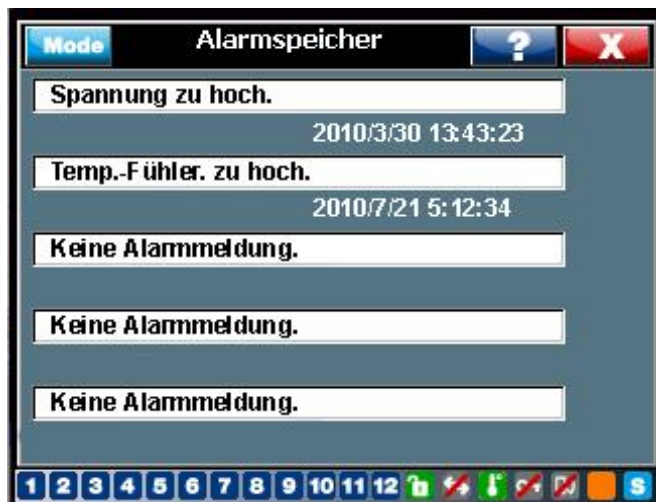 Mode Alarmspeicher ? X
Spannung zu hoch.
2010/3/30 13:43:23
Temp.-Fühler. zu hoch.
2010/7/21 5:12:34
Keine Alarmmeldung.
Keine Alarmmeldung.
Keine Alarmmeldung.
1 2 3 4 5 6 7 8 9 10 11 12 S